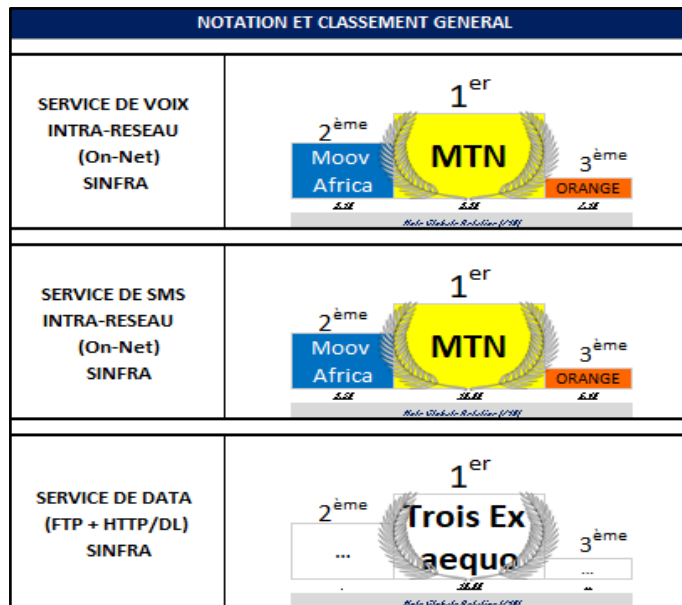 NOTATION ET CLASSEMENT GENERAL
SERVICE DE VOIX
INTRA-RESEAU
(On-Net)
SINFRA
1er
2ème
3ème
Moov
Africa
MTN
ORANGE
SERVICE DE SMS
INTRA-RESEAU
(On-Net)
SINFRA
1er
2ème
3ème
Moov
Africa
MTN
ORANGE
SERVICE DE DATA
(FTP + HTTP/DL)
SINFRA
1er
2ème
3ème
...
Trois Ex
aequo
...